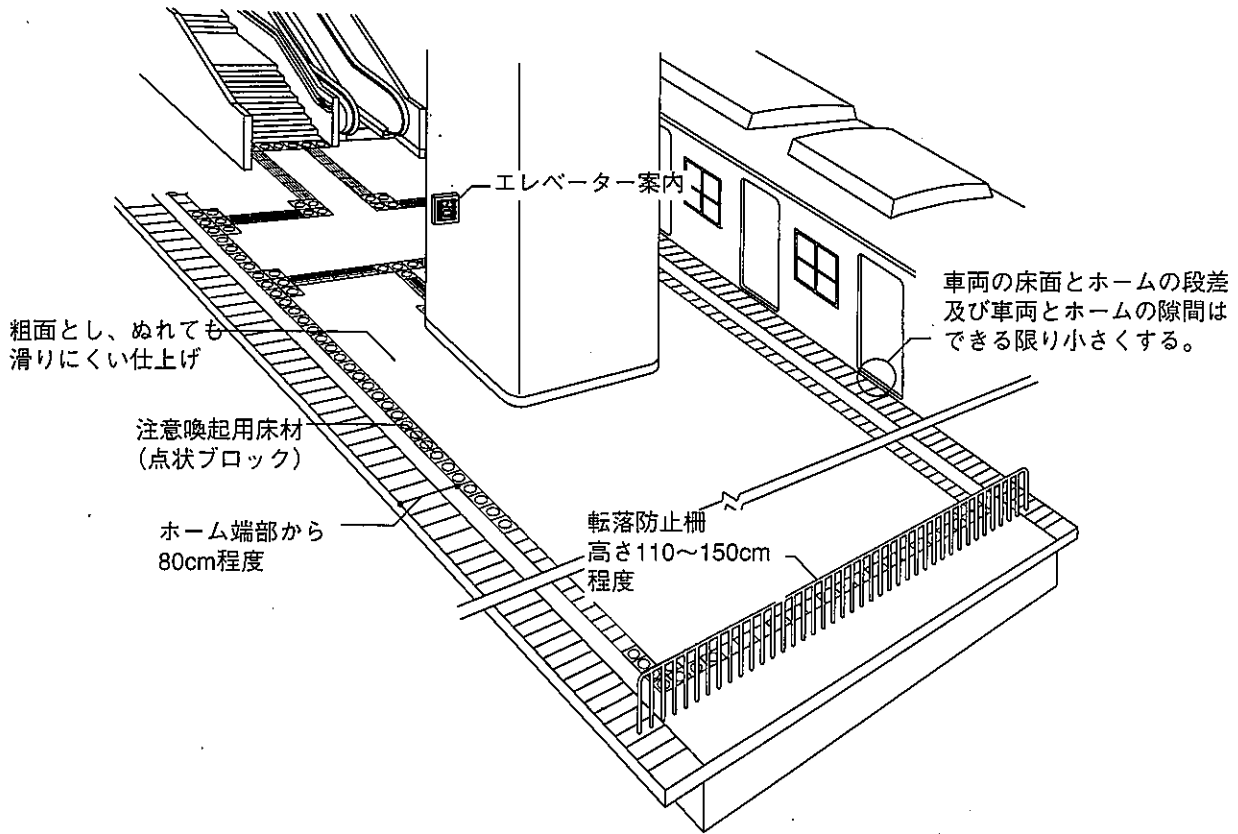 エレベーター案内
車両の床面とホームの段差
及び車両とホームの隙間は
できる限り小さくする。
粗面とし、ぬれても
滑りにくい仕上げ
注意喚起用床材
(点状ブロック)
ホーム端部から
80cm程度
転落防止柵
高さ110～150cm
程度